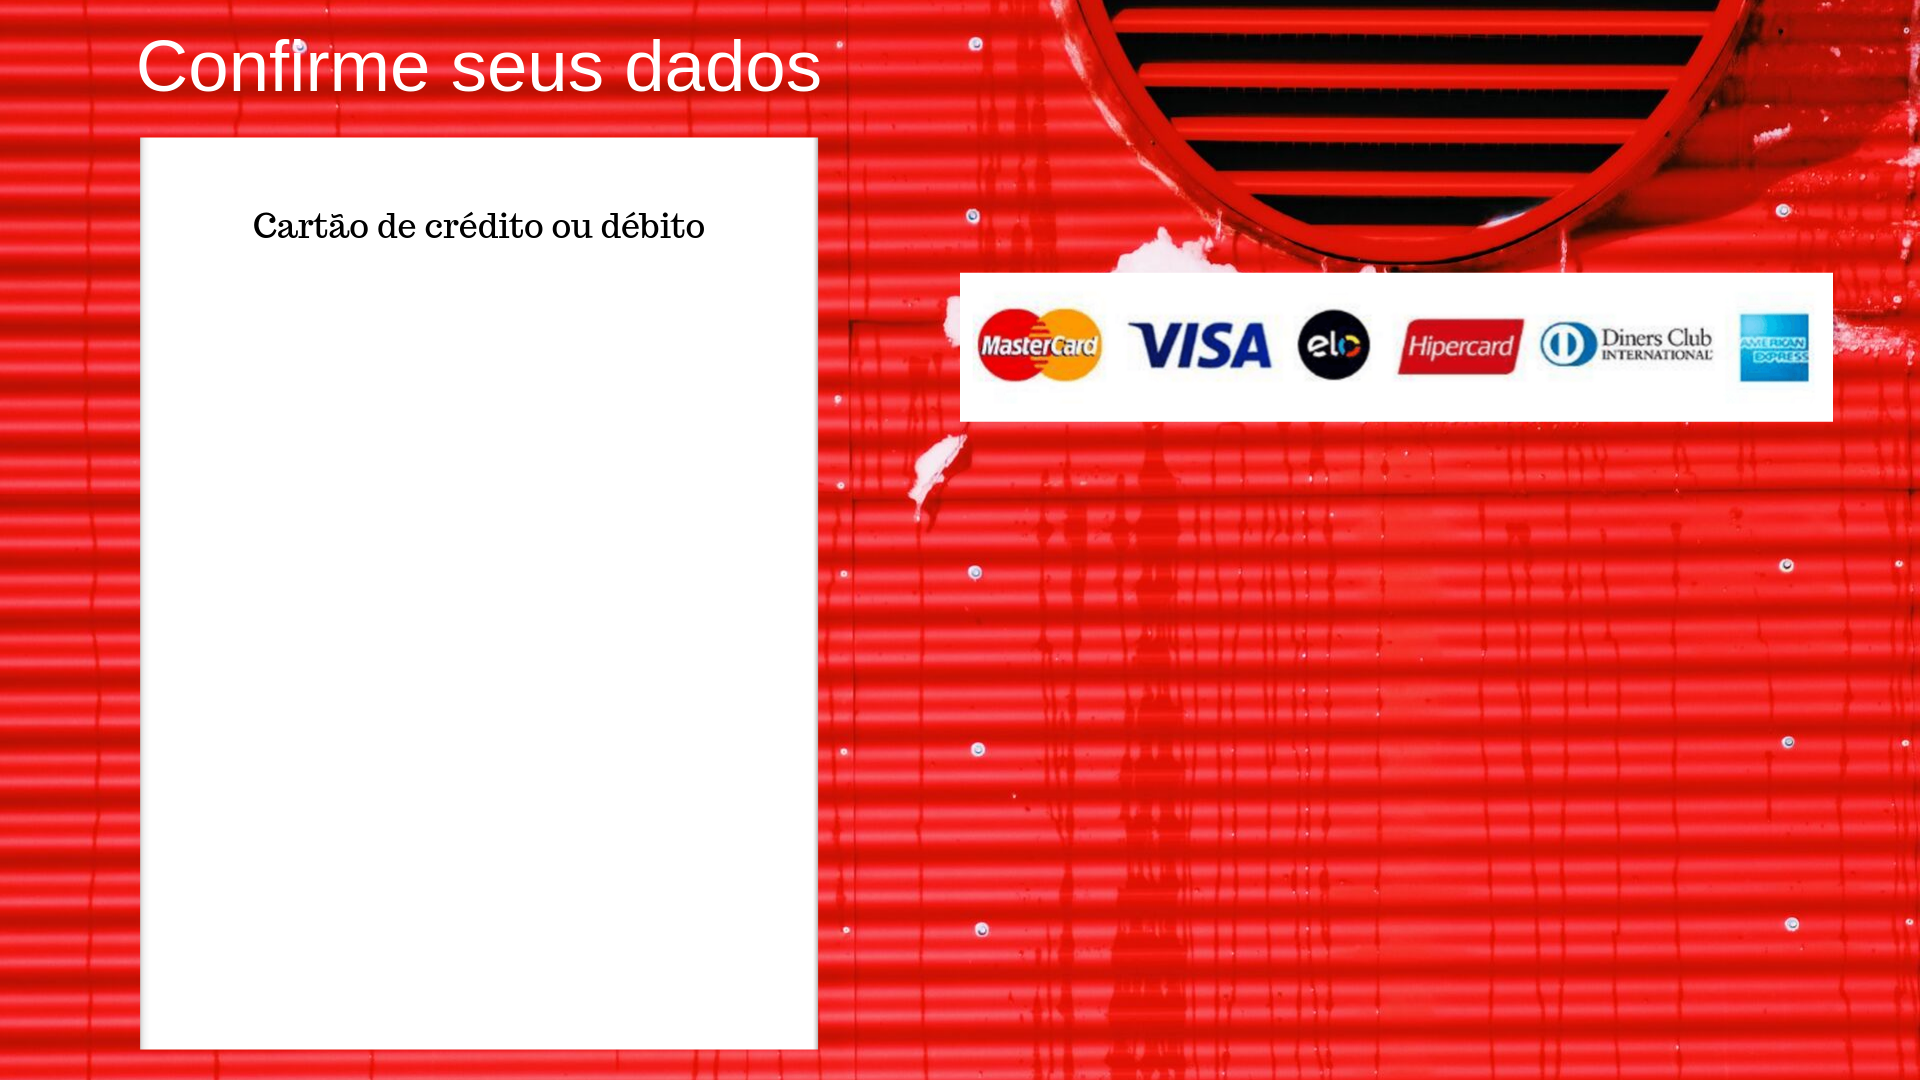 Confirme seus dados
Cartão de crédito ou débito
MasterCard VISA elo Hipercard Diners Club INTERNATIONAL AMERICAN EXPRESS